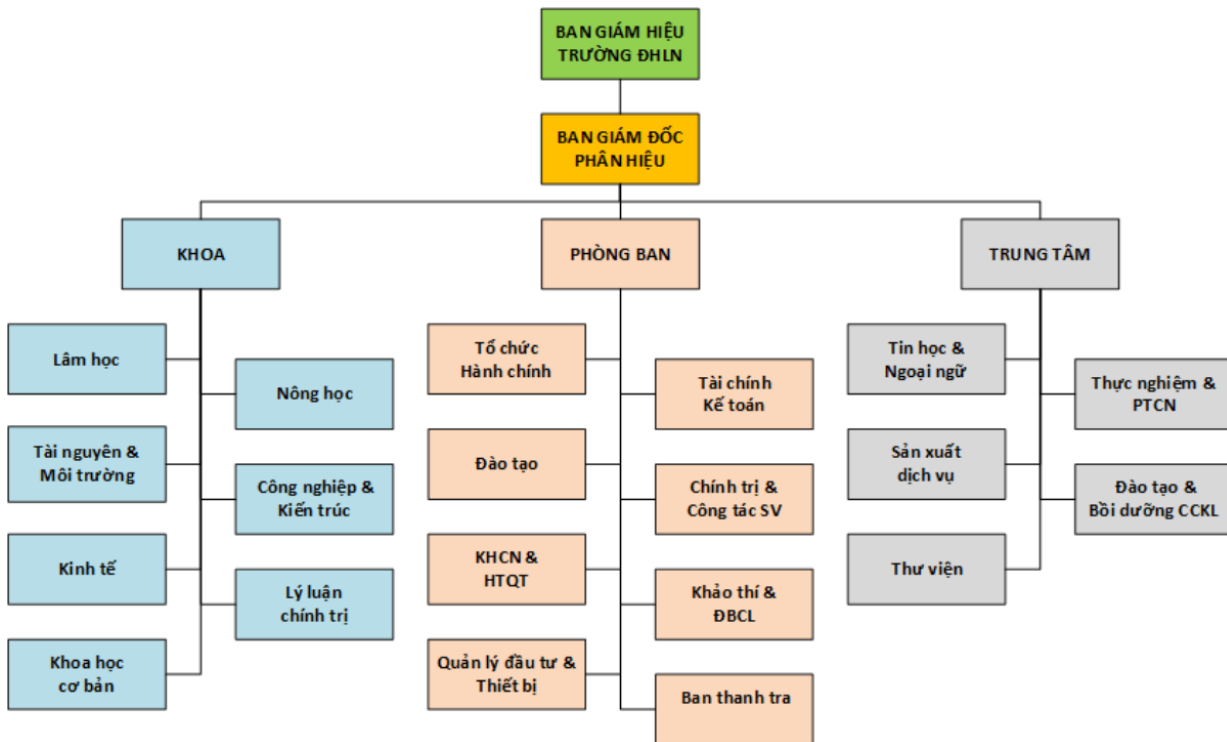 BAN GIÁM HIỆU
TRƯỜNG ĐHLN
BAN GIÁM ĐỐC
PHÂN HIỆU
KHOA
PHÒNG BAN
TRUNG TÂM
Lâm học
Nông học
Tài nguyên &
Môi trường
Công nghiệp &
Kiến trúc
Kinh tế
Lý luận
chính trị
Khoa học
cơ bản
Tổ chức
Hành chính
Tài chính
Kế toán
Đào tạo
Chính trị &
Công tác SV
KHCN &
HTQT
Khảo thí &
ĐBCL
Quản lý đầu tư &
Thiết bị
Ban thanh tra
Tin học &
Ngoại ngữ
Thực nghiệm &
PTCN
Sản xuất
dịch vụ
Đào tạo &
Bồi dưỡng CCKL
Thư viện